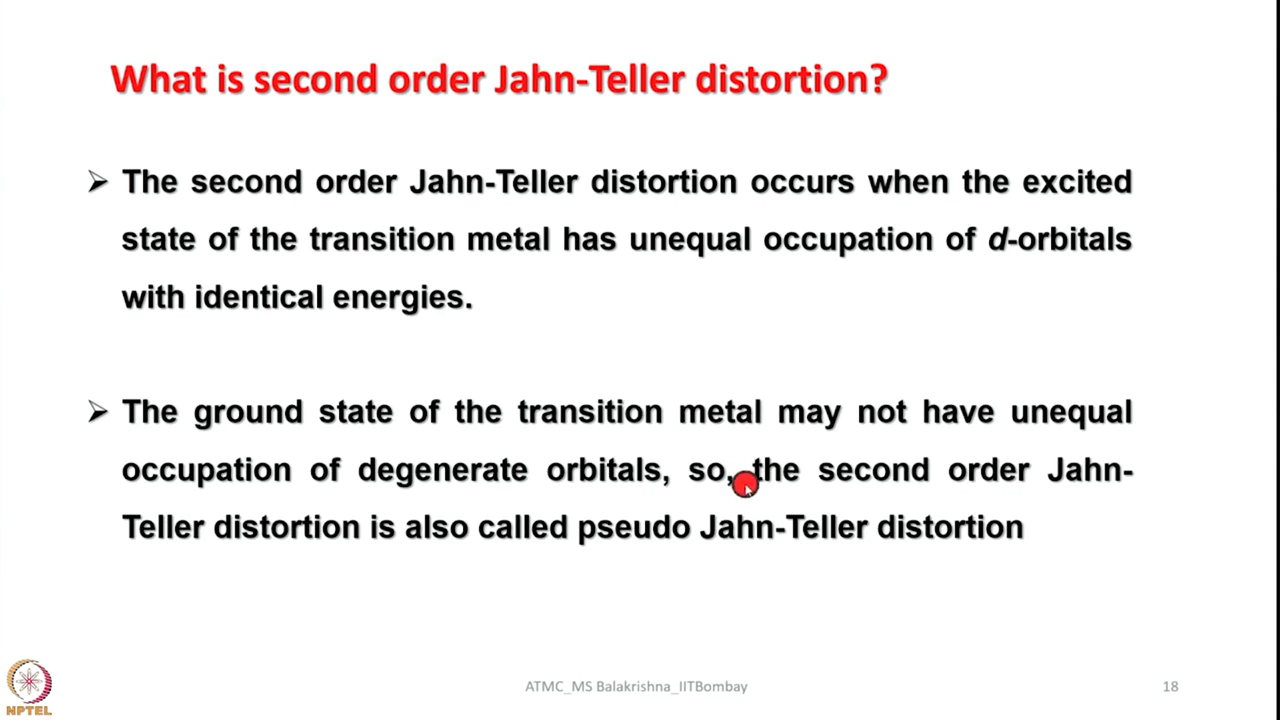 What is second order Jahn-Teller distortion?
➢ The second order Jahn-Teller distortion occurs when the excited
state of the transition metal has unequal occupation of d-orbitals
with identical energies.
➢ The ground state of the transition metal may not have unequal
occupation of degenerate orbitals, so, the second order Jahn-
Teller distortion is also called pseudo Jahn-Teller distortion
NPTEL
ATMC_MS Balakrishna_IITBombay
18